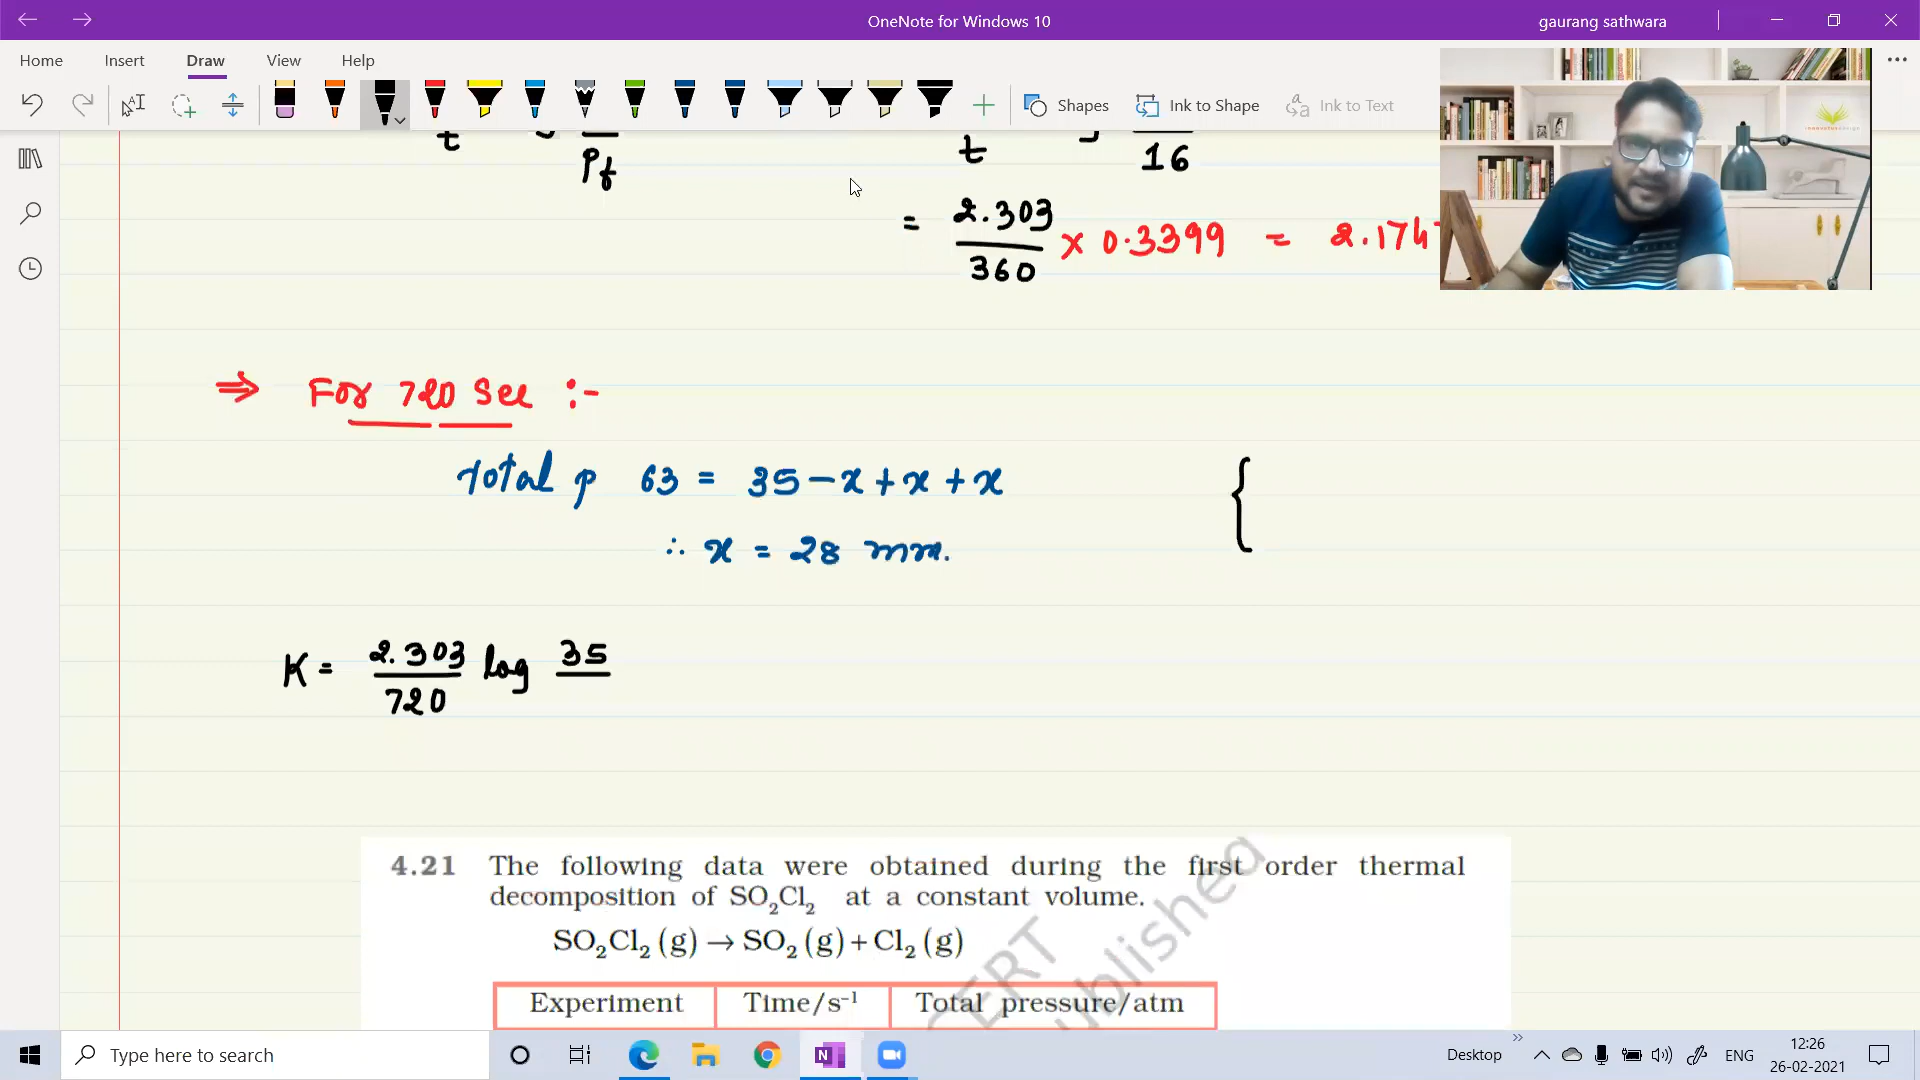 OneNote for Windows 10
gaurang sathwara
Home Insert Draw View Help
Shapes Ink to Shape Ink to Text
t Pf
t 16
= 2.303 / 360 × 0.3399 = 2.174
⇒ For 720 Sec :-
Total p 63 = 35 - x + x + x
∴ x = 28 mm.
K = 2.303 / 720 log 35
4.21 The following data were obtained during the first order thermal
decomposition of SO₂Cl₂ at a constant volume.
SO₂Cl₂ (g) → SO₂ (g) + Cl₂ (g)
Experiment Time/s⁻¹ Total pressure/atm
Type here to search
Desktop
ENG
12:26
26-02-2021